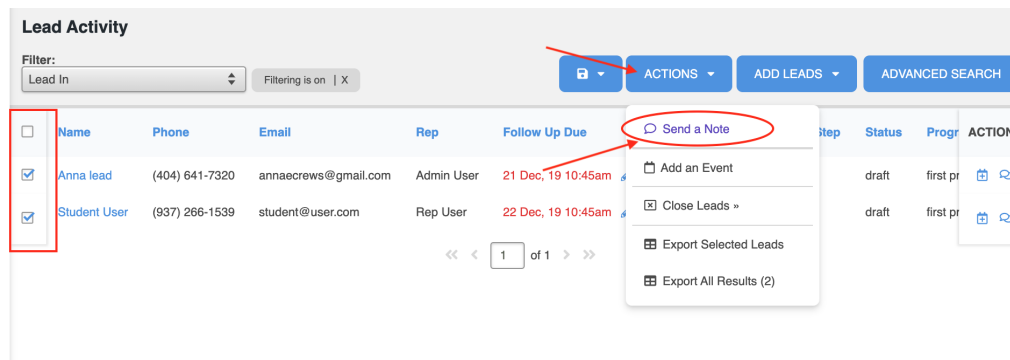 Lead Activity
Filter:
Lead In
Filtering is on | X
ACTIONS
ADD LEADS
ADVANCED SEARCH
Name Phone Email Rep Follow Up Due Step Status Progr ACTION
Anna lead (404) 641-7320 annaecrews@gmail.com Admin User 21 Dec, 19 10:45am draft first pr
Student User (937) 266-1539 student@user.com Rep User 22 Dec, 19 10:45am draft first pr
<< < 1 of 1 > >>
Send a Note
Add an Event
Close Leads »
Export Selected Leads
Export All Results (2)